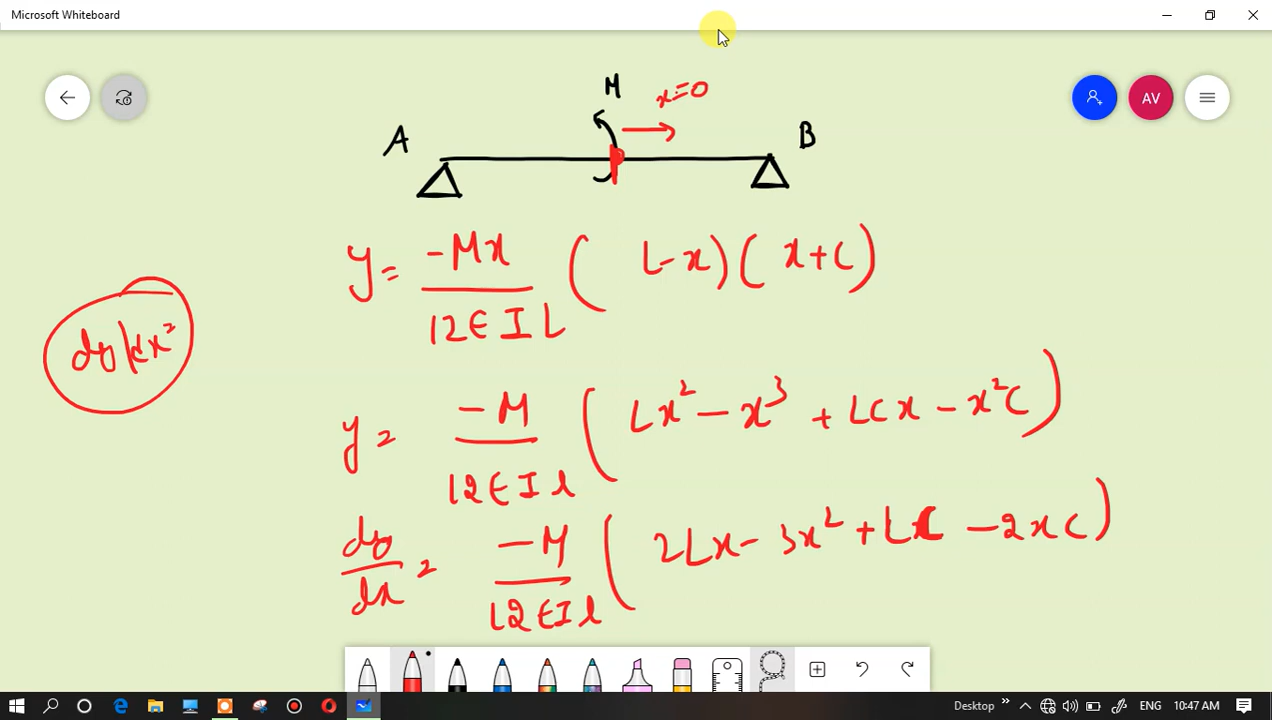 Microsoft Whiteboard
M x=0
A B
AV
y = -Mx/12EIL ( L-x)( x+C)
dy/dx²
y = -M/12EIl (Lx² - x³ + LCx - x²C)
dy/dx = -M/12EIl (2Lx - 3x² + LC - 2xC)
Desktop » ENG 10:47 AM